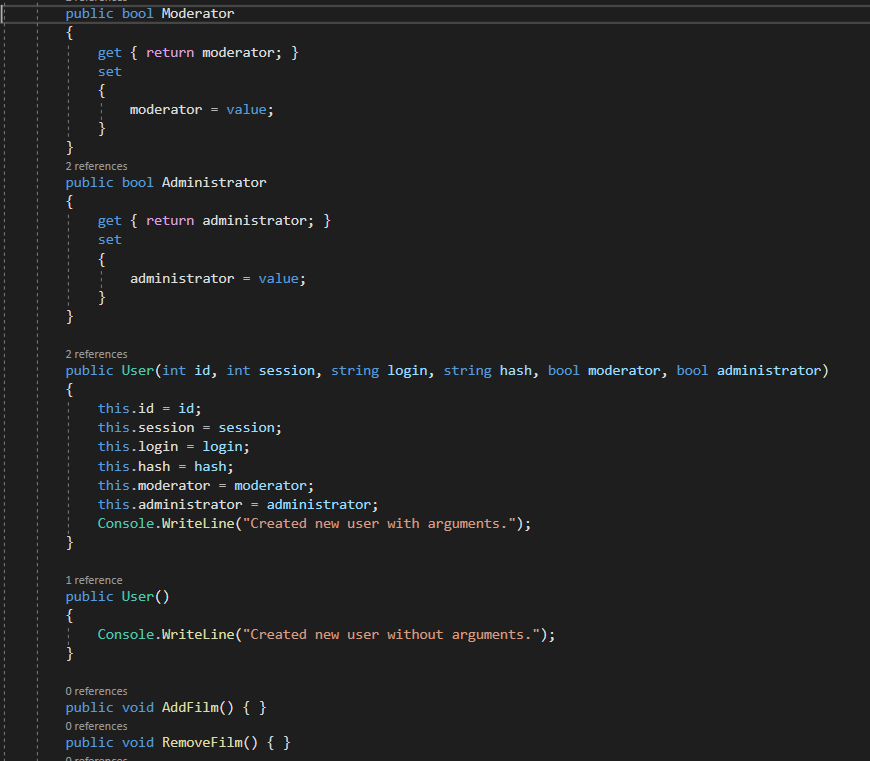 2 references
public bool Moderator
{
get { return moderator; }
set
{
moderator = value;
}
}
2 references
public bool Administrator
{
get { return administrator; }
set
{
administrator = value;
}
}
2 references
public User(int id, int session, string login, string hash, bool moderator, bool administrator)
{
this.id = id;
this.session = session;
this.login = login;
this.hash = hash;
this.moderator = moderator;
this.administrator = administrator;
Console.WriteLine("Created new user with arguments.");
}
1 reference
public User()
{
Console.WriteLine("Created new user without arguments.");
}
0 references
public void AddFilm() { }
0 references
public void RemoveFilm() { }
0 references